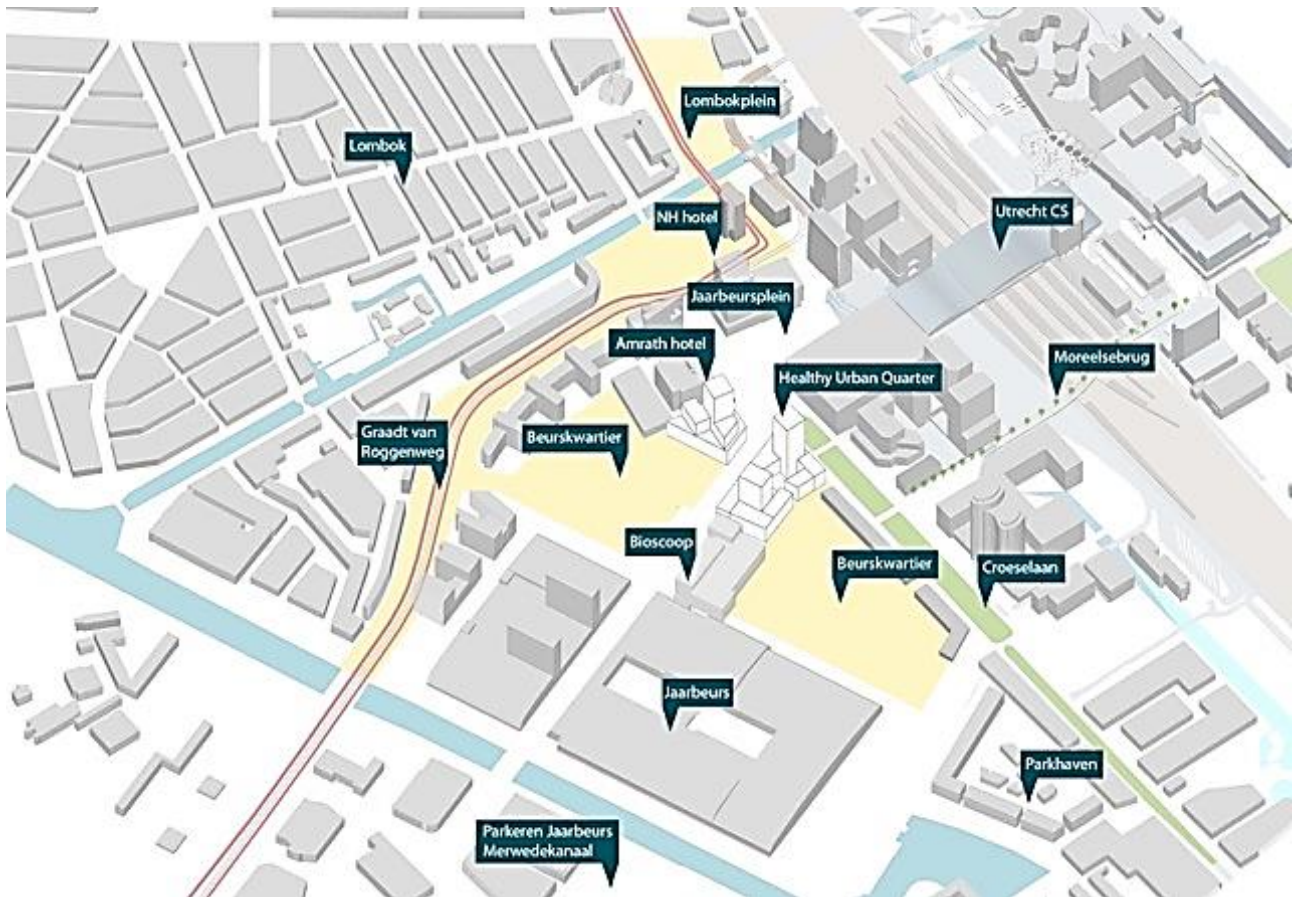 Lombokplein
Lombok
NH hotel
Utrecht CS
Jaarbeursplein
Amrath hotel
Moreelsebrug
Healthy Urban Quarter
Graadt van
Roggenweg
Beurskwartier
Bioscoop
Beurskwartier
Croeselaan
Jaarbeurs
Parkhaven
Parkeren Jaarbeurs
Merwedekanaal